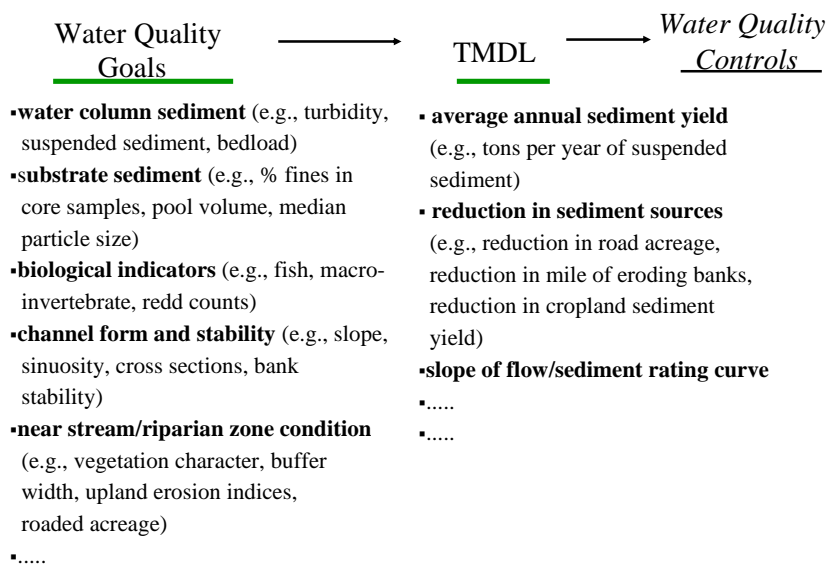 Water Quality
Goals
TMDL
Water Quality
Controls
▪water column sediment (e.g., turbidity,
suspended sediment, bedload)
▪substrate sediment (e.g., % fines in
core samples, pool volume, median
particle size)
▪biological indicators (e.g., fish, macro-
invertebrate, redd counts)
▪channel form and stability (e.g., slope,
sinuosity, cross sections, bank
stability)
▪near stream/riparian zone condition
(e.g., vegetation character, buffer
width, upland erosion indices,
roaded acreage)
▪.....
▪ average annual sediment yield
(e.g., tons per year of suspended
sediment)
▪ reduction in sediment sources
(e.g., reduction in road acreage,
reduction in mile of eroding banks,
reduction in cropland sediment
yield)
▪slope of flow/sediment rating curve
▪.....
▪.....